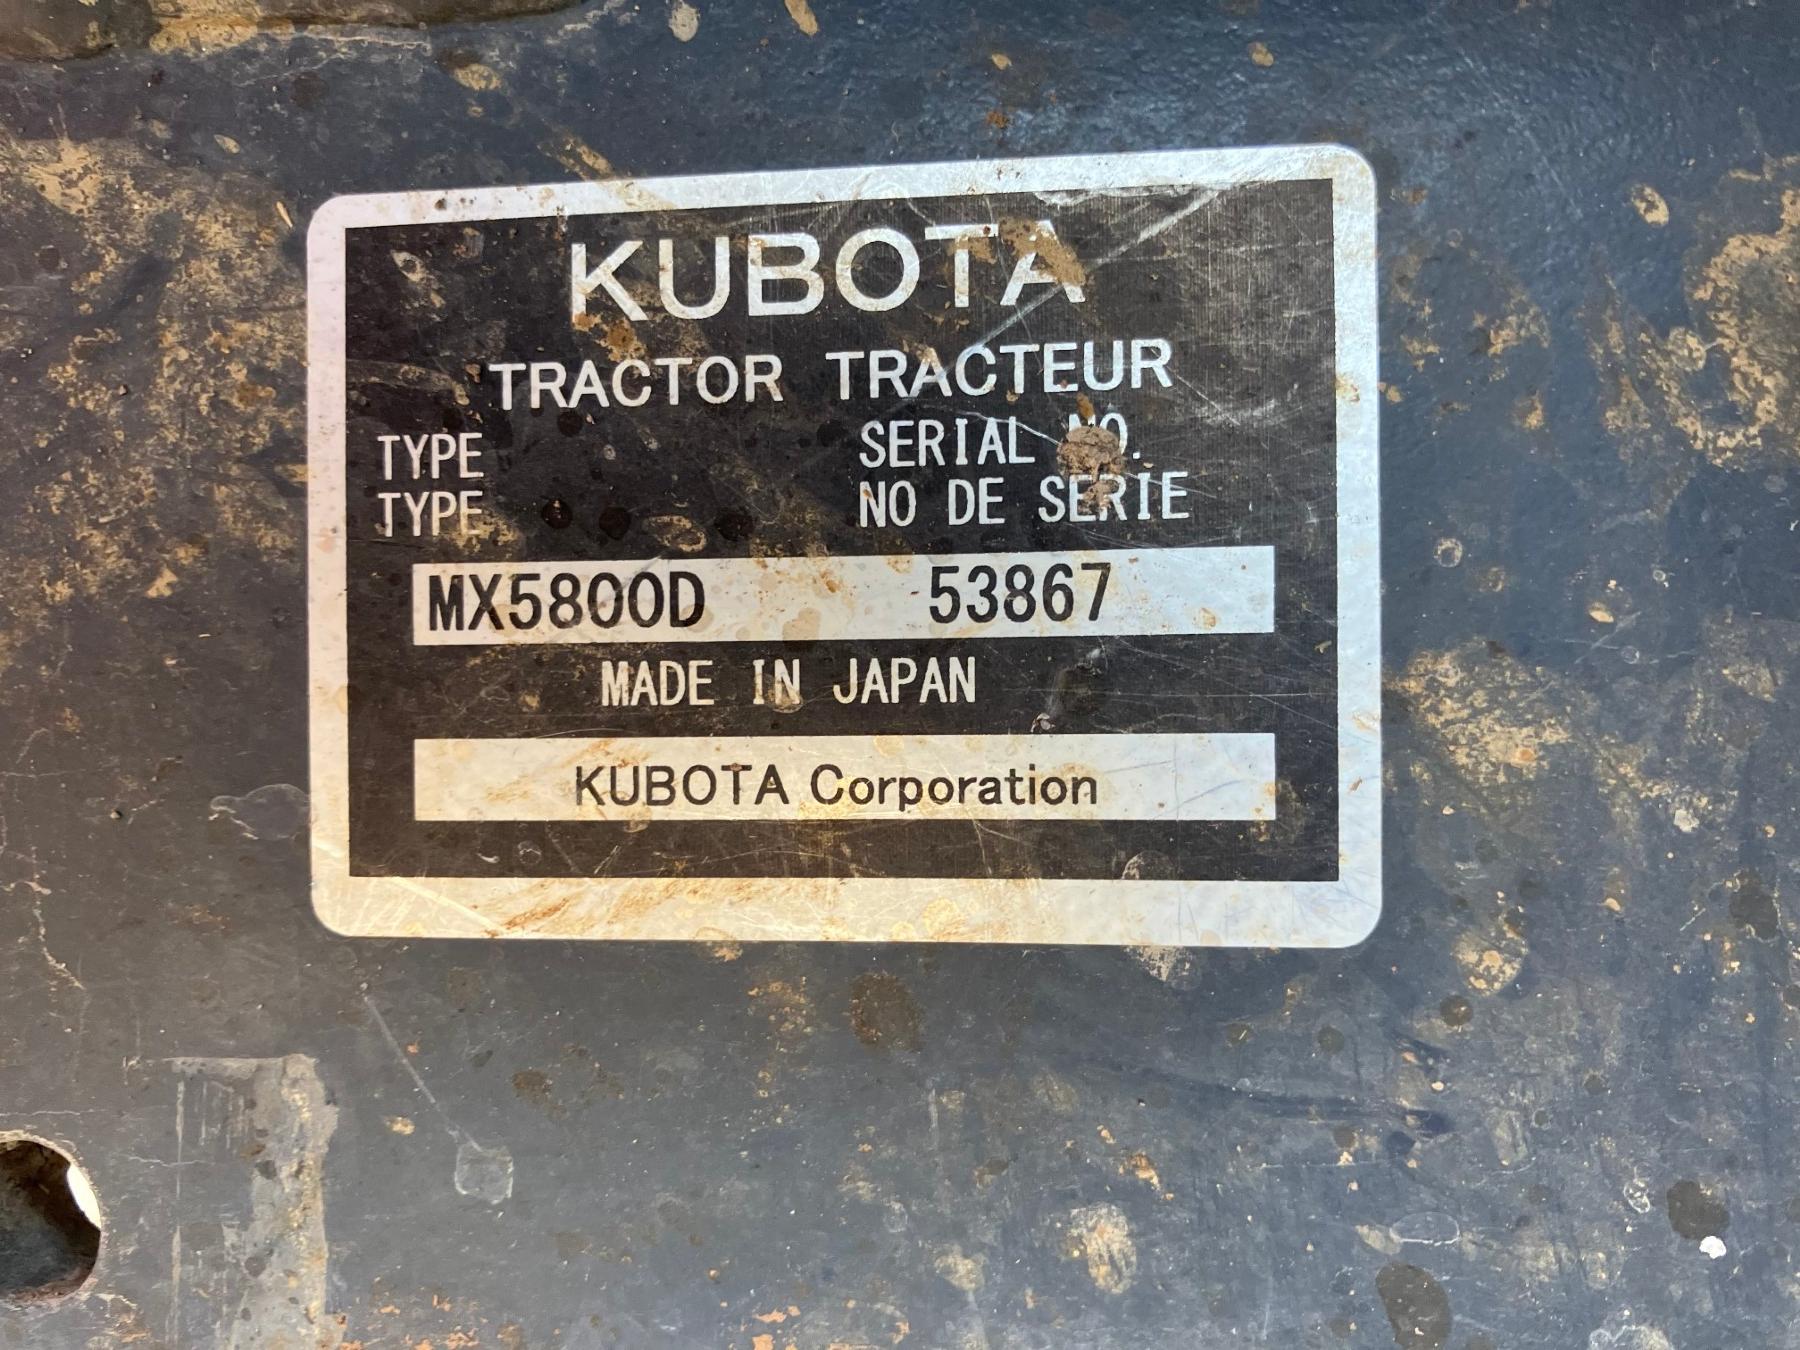 KUBOTA
TRACTOR TRACTEUR
TYPE SERIAL NO.
TYPE NO DE SERIE
MX5800D 53867
MADE IN JAPAN
KUBOTA Corporation